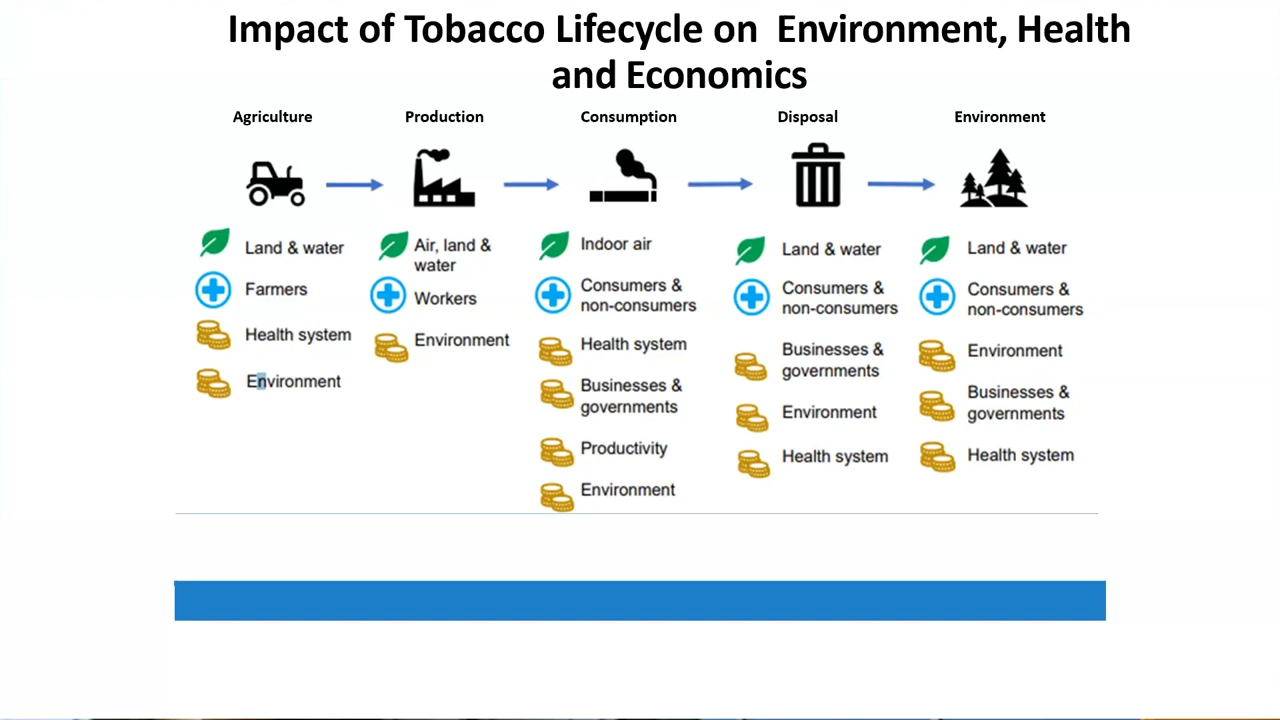 Impact of Tobacco Lifecycle on Environment, Health
and Economics
Agriculture
Production
Consumption
Disposal
Environment
Land & water
Farmers
Health system
Environment
Air, land &
water
Workers
Environment
Indoor air
Consumers &
non-consumers
Health system
Businesses &
governments
Productivity
Environment
Land & water
Consumers &
non-consumers
Businesses &
governments
Environment
Health system
Land & water
Consumers &
non-consumers
Environment
Businesses &
governments
Health system